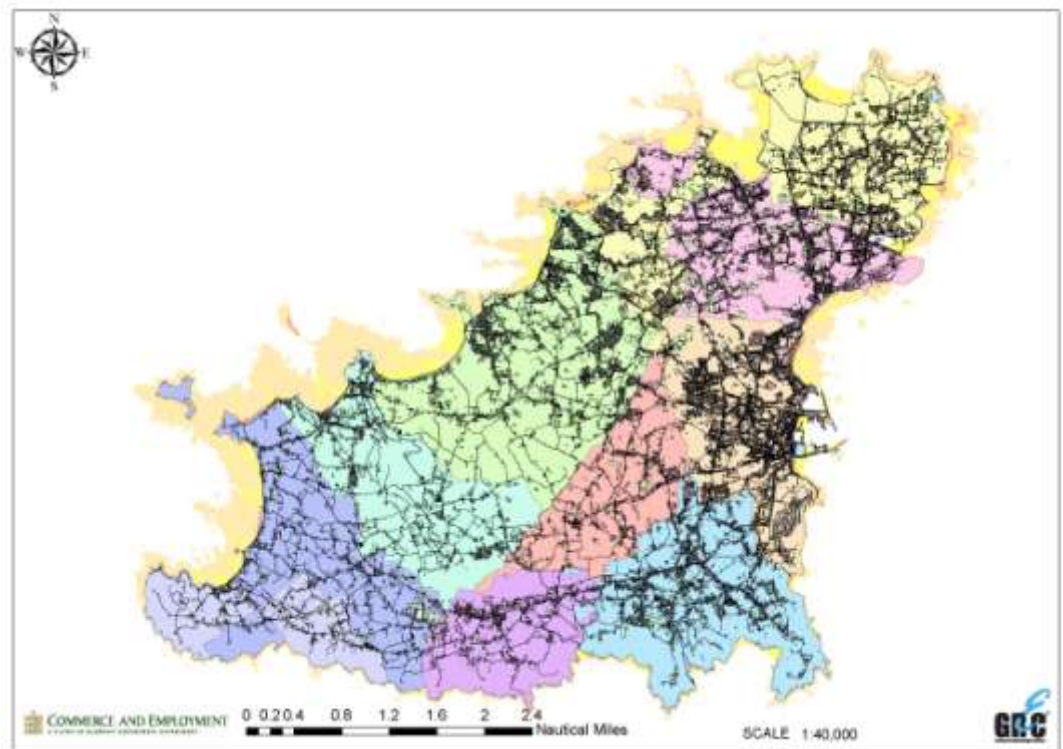 N
W E
S
COMMERCE AND EMPLOYMENT
0 0.2 0.4 0.8 1.2 1.6 2 2.4
Nautical Miles
SCALE 1:40,000